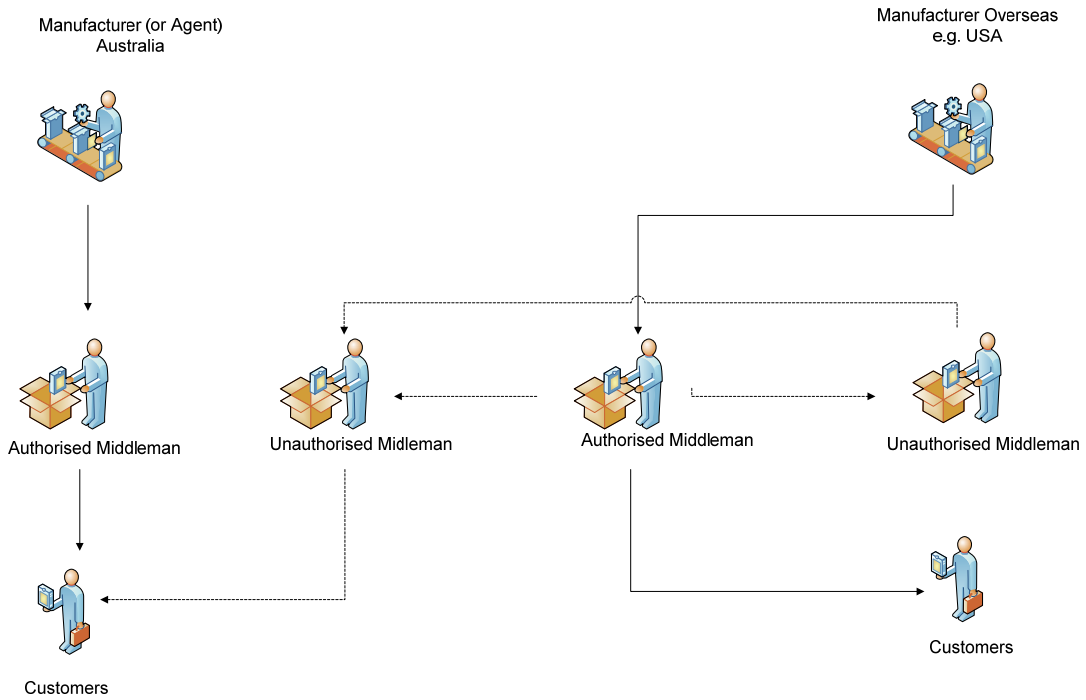 Manufacturer (or Agent)
Australia
Manufacturer Overseas
e.g. USA
Authorised Middleman
Unauthorised Midleman
Authorised Middleman
Unauthorised Middleman
Customers
Customers